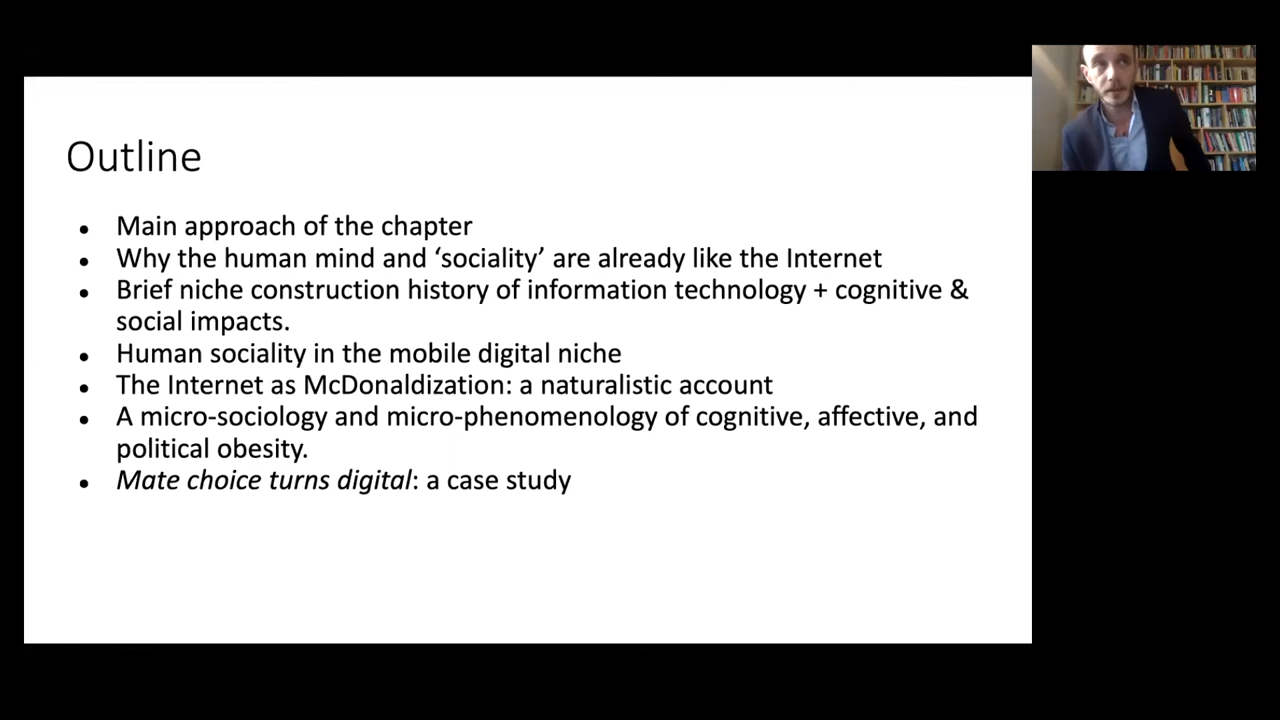 Outline
• Main approach of the chapter
• Why the human mind and ‘sociality’ are already like the Internet
• Brief niche construction history of information technology + cognitive &
social impacts.
• Human sociality in the mobile digital niche
• The Internet as McDonaldization: a naturalistic account
• A micro-sociology and micro-phenomenology of cognitive, affective, and
political obesity.
• Mate choice turns digital: a case study